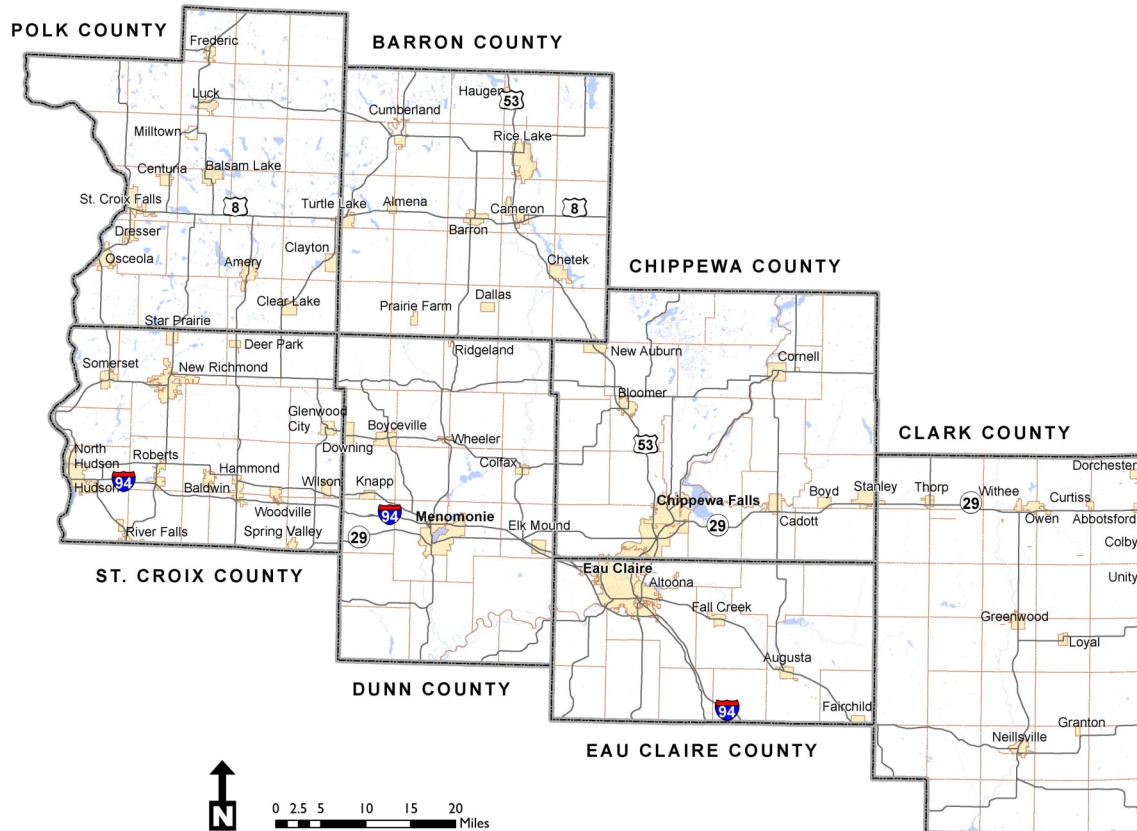 POLK COUNTY
BARRON COUNTY
Frederic
Haugen
53
Luck
Cumberland
Milltown
Rice Lake
Centuria
Balsam Lake
St. Croix Falls
8
Turtle Lake
Almena
Cameron
8
Dresser
Barron
Osceola
Clayton
Amery
Chetek
CHIPPEWA COUNTY
Clear Lake
Prairie Farm
Dallas
Star Prairie
Deer Park
Ridgeland
New Auburn
Cornell
Somerset
New Richmond
Bloomer
Glenwood
City
Boyceville
Wheeler
53
CLARK COUNTY
Downing
North
Hudson
Roberts
Hammond
Colfax
Dorchester
Hudson
94
Baldwin
Wilson
Knapp
Chippewa Falls
Boyd
Stanley
Thorp
29
Withee
Curtiss
Woodville
94
Menomonie
Elk Mound
29
Cadott
Owen
Abbotsford
River Falls
Spring Valley
29
Colby
ST. CROIX COUNTY
Eau Claire
Altoona
Unity
Fall Creek
Greenwood
Loyal
Augusta
DUNN COUNTY
94
Fairchild
Granton
Neillsville
EAU CLAIRE COUNTY
N
0 2.5 5 10 15 20
Miles